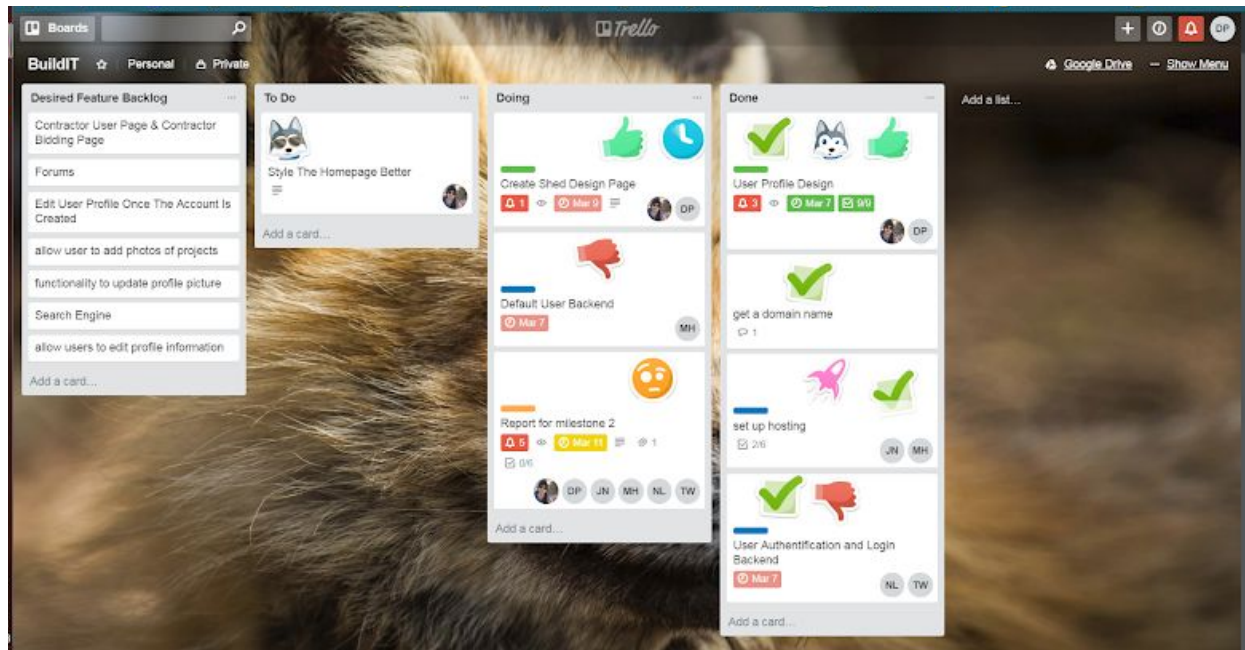 Boards
Trello
DP
BuildIT
Personal
Private
Google Drive
Show Menu
Desired Feature Backlog
Contractor User Page & Contractor
Bidding Page
Forums
Edit User Profile Once The Account Is
Created
allow user to add photos of projects
functionality to update profile picture
Search Engine
allow users to edit profile information
Add a card...
To Do
Style The Homepage Better
Add a card...
Doing
Create Shed Design Page
1 Mar 9
DP
Default User Backend
Mar 7
MH
Report for milestone 2
5 Mar 11 1
0/6
DP JN MH NL TW
Add a card...
Done
User Profile Design
3 Mar 7 9/9
DP
get a domain name
1
set up hosting
2/6
JN MH
User Authentification and Login
Backend
Mar 7
NL TW
Add a card...
Add a list...